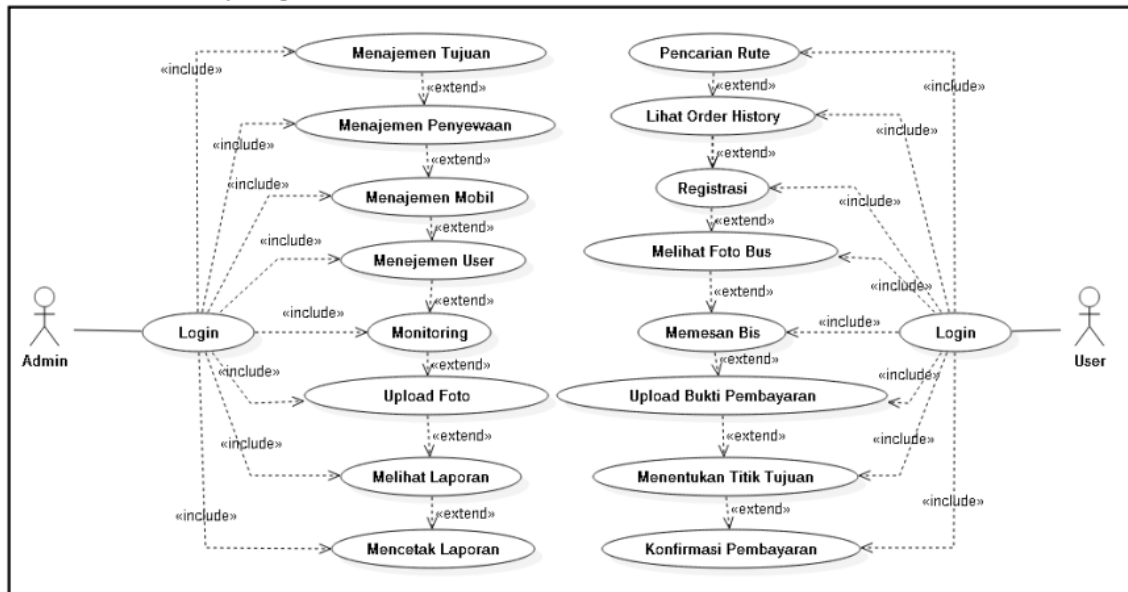 Menajemen Tujuan
Pencarian Rute
«include»
«include»
«extend»
«extend»
Menajemen Penyewaan
Lihat Order History
«include»
«include»
«extend»
«extend»
Menajemen Mobil
Registrasi
«include»
«include»
«extend»
«extend»
Menejemen User
Melihat Foto Bus
«include»
«include»
«extend»
«extend»
Admin
Login
«include»
Monitoring
Memesan Bis
«include»
Login
User
«extend»
«extend»
«include»
«include»
Upload Foto
Upload Bukti Pembayaran
«extend»
«extend»
«include»
«include»
Melihat Laporan
Menentukan Titik Tujuan
«include»
«include»
«extend»
«extend»
Mencetak Laporan
Konfirmasi Pembayaran